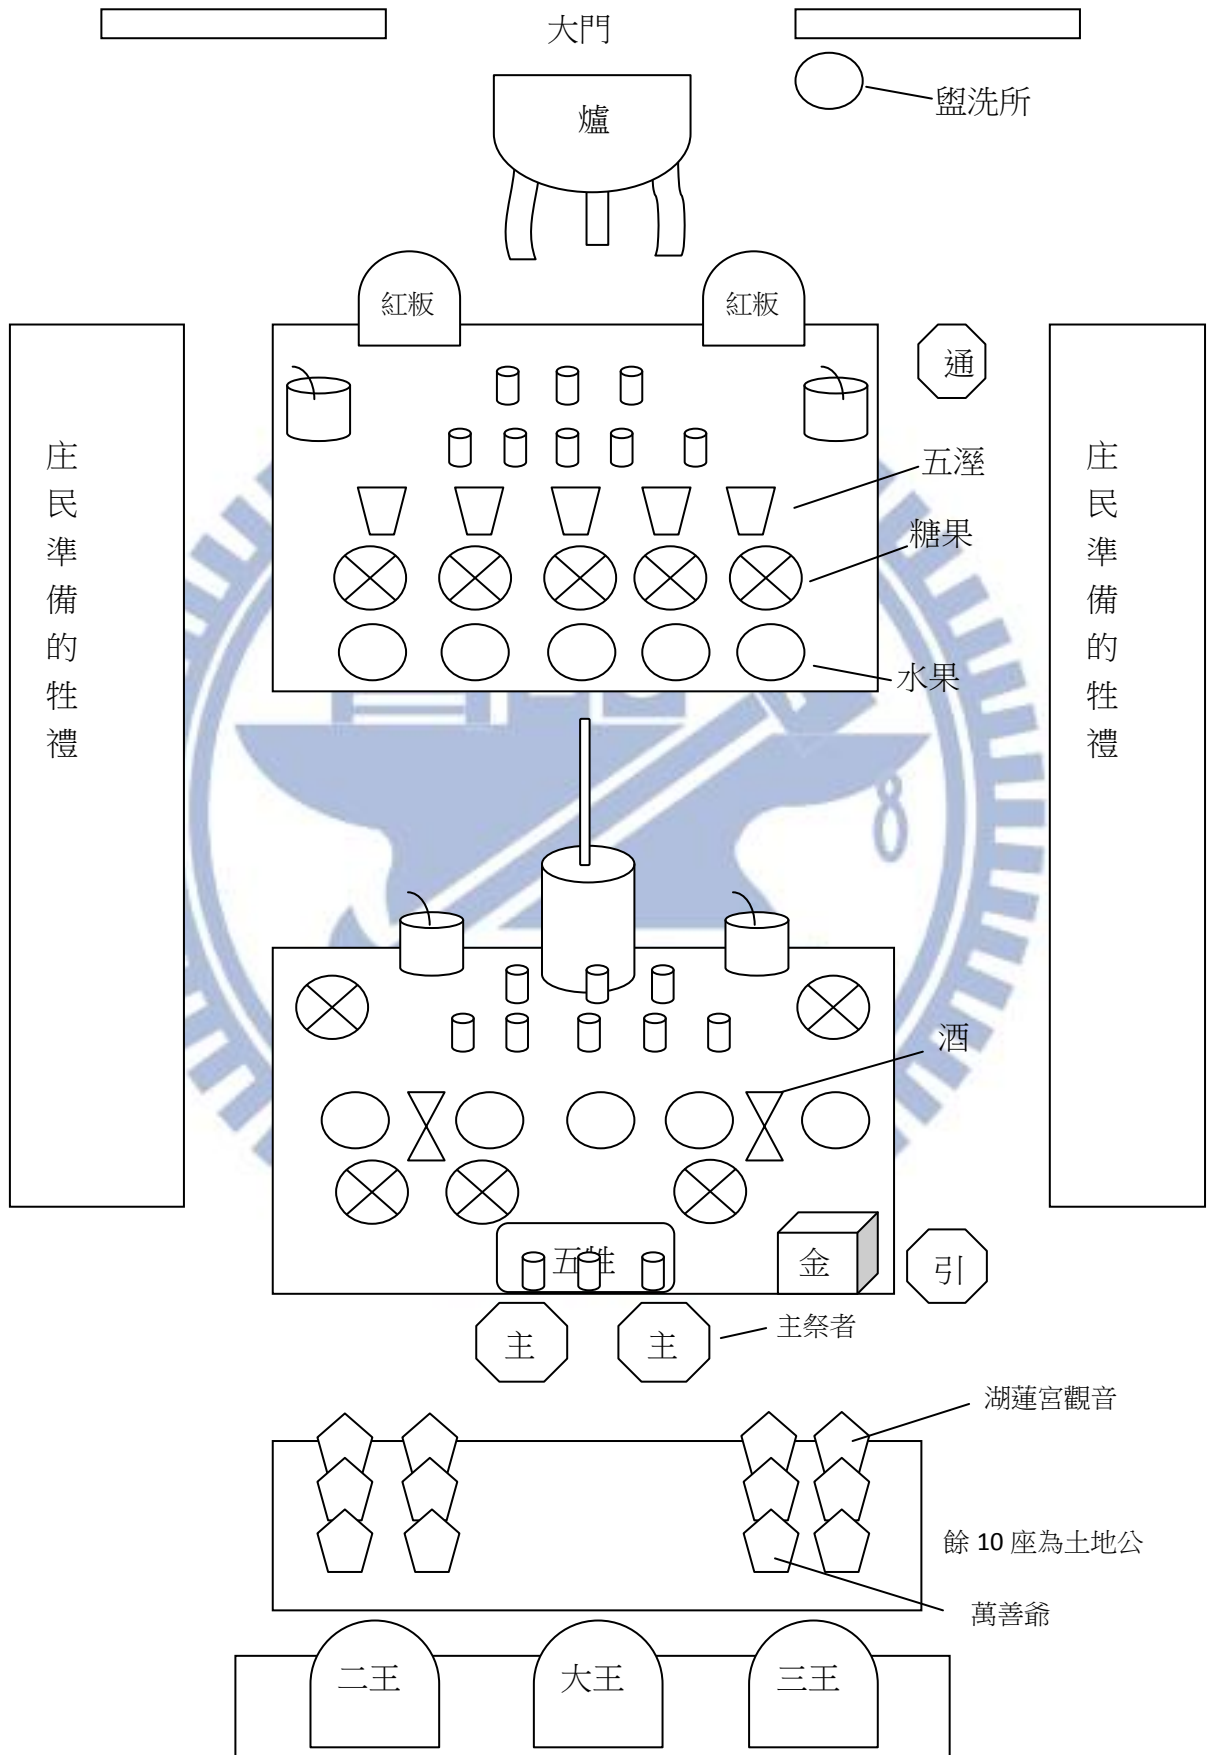 大門
盥洗所
爐
紅粄
紅粄
通
庄民準備的牲禮
庄民準備的牲禮
五溼
糖果
水果
酒
五牲
金
引
主
主
主祭者
湖蓮宮觀音
餘 10 座為土地公
萬善爺
二王
大王
三王